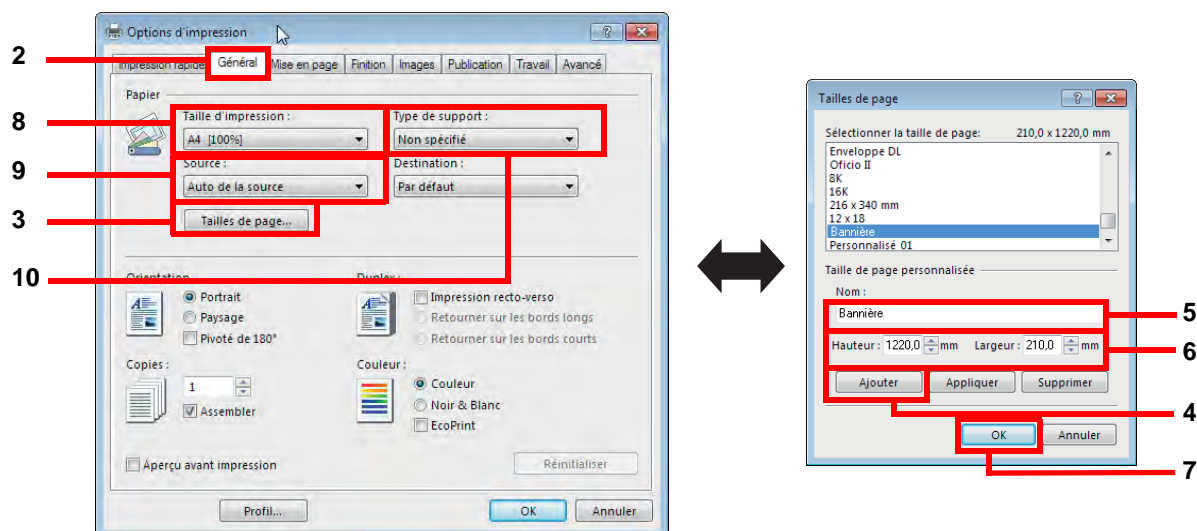 Options d'impression
2
Impression rapide Général Mise en page Finition Images Publication Travail Avancé
Papier
8
Taille d'impression :
Type de support :
A4 [100%]
Non spécifié
9
Source :
Destination :
Auto de la source
Par défaut
3
Tailles de page...
10
Orientation
Duplex :
Portrait
Paysage
Pivoté de 180°
Impression recto-verso
Retourner sur les bords longs
Retourner sur les bords courts
Copies :
1
Assembler
Couleur :
Couleur
Noir & Blanc
EcoPrint
Aperçu avant impression
Réinitialiser
Profil...
OK
Annuler
Tailles de page
Sélectionner la taille de page: 210,0 x 1220,0 mm
Enveloppe DL
Oficio II
8K
16K
216 x 340 mm
12 x 18
Bannière
Personnalisé 01
Taille de page personnalisée
Nom :
Bannière
5
Hauteur : 1220,0 mm Largeur : 210,0 mm
6
Ajouter Appliquer Supprimer
4
OK Annuler
7